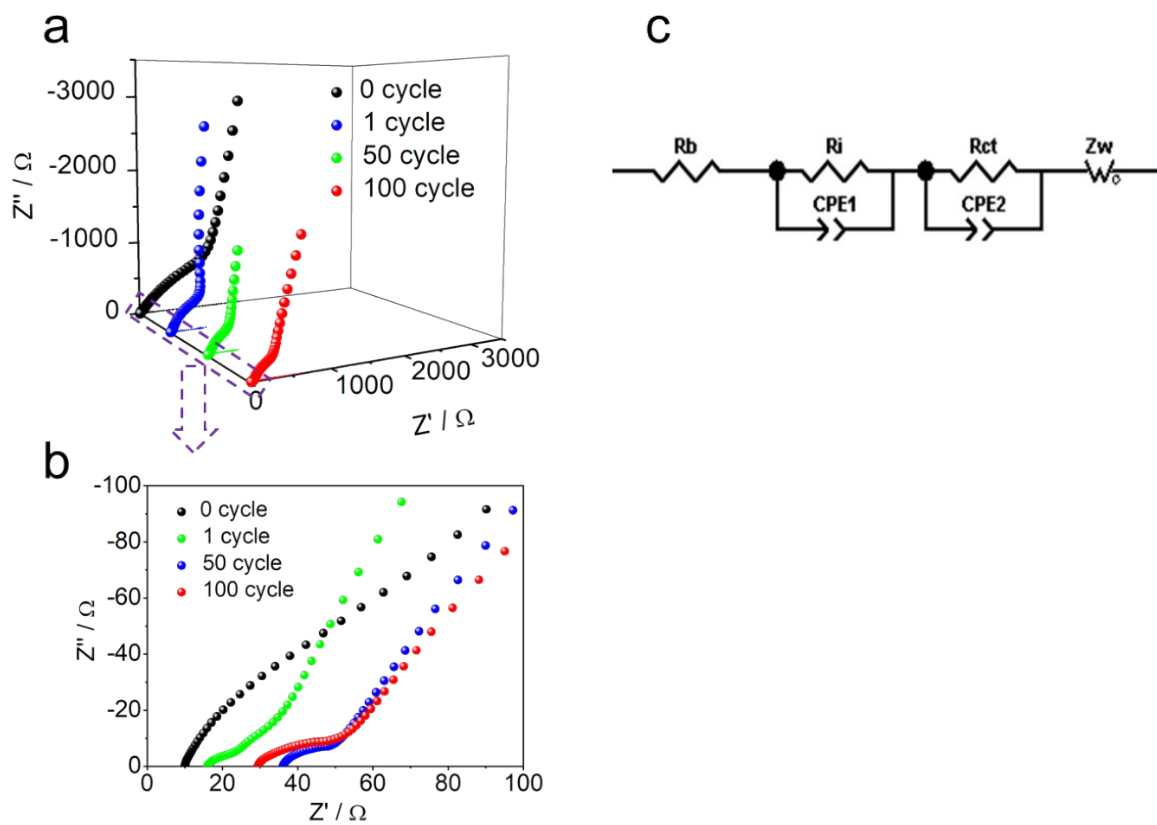 a
c
-3000
-2000
-1000
0
Z'' / Ω
0 cycle
1 cycle
50 cycle
100 cycle
0
1000
2000
3000
Z' / Ω
Rb
Ri
Rct
Zw
CPE1
CPE2
b
-100
-80
-60
-40
-20
0
Z'' / Ω
0 cycle
1 cycle
50 cycle
100 cycle
0 20 40 60 80 100
Z' / Ω